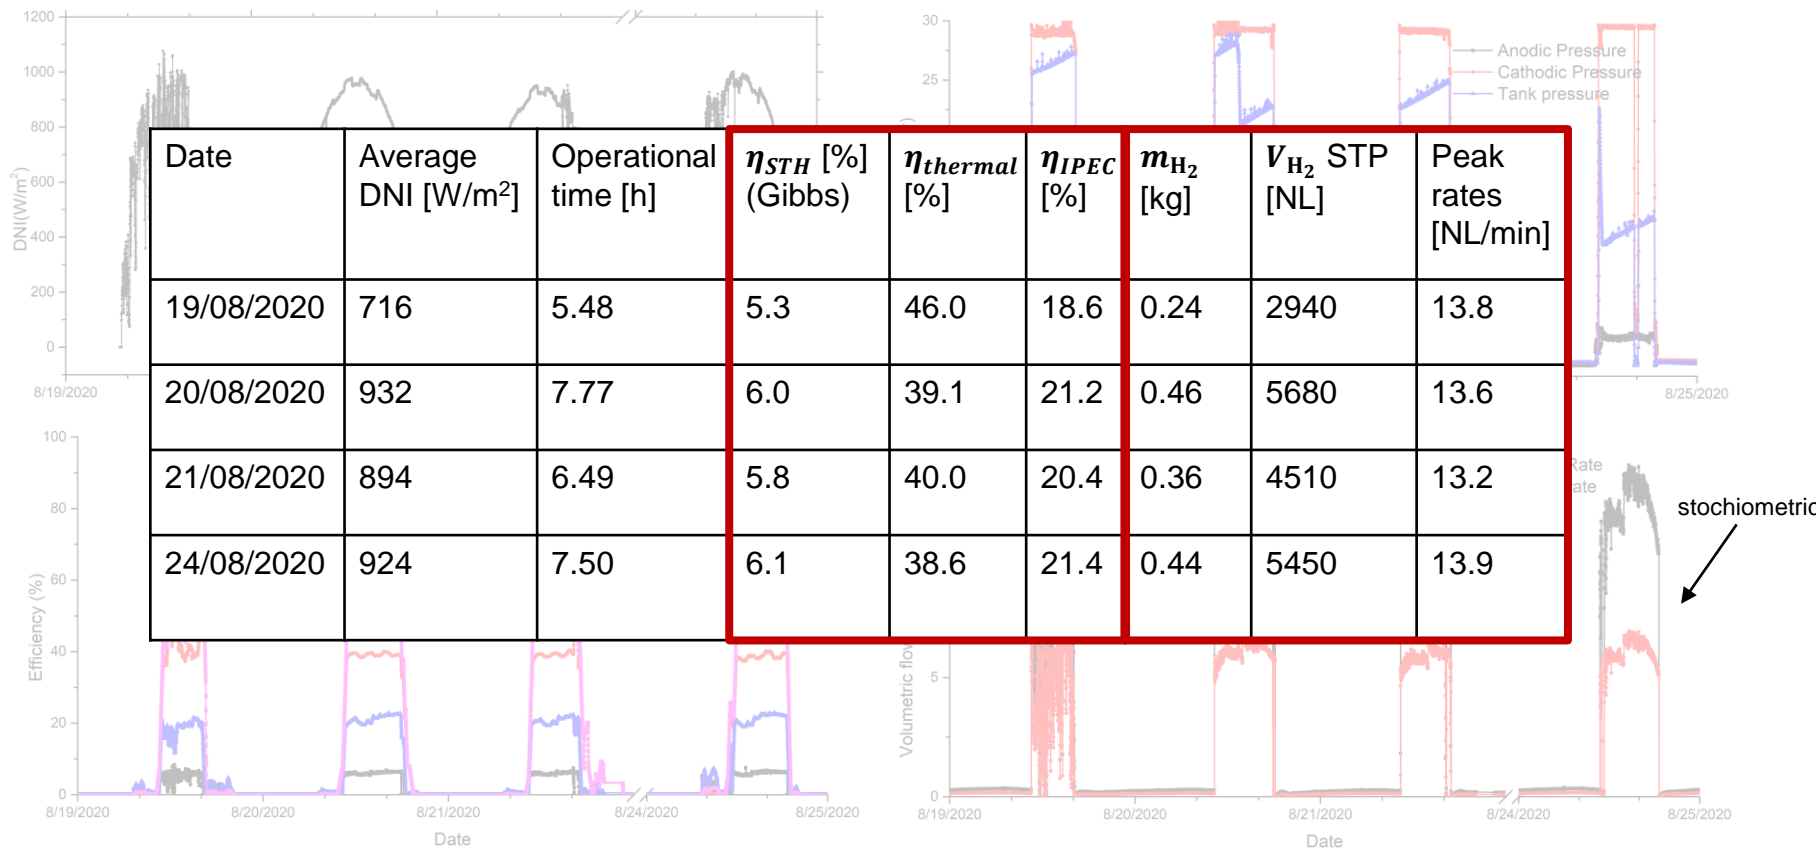 1200
1000
800
600
400
200
0
DNI(W/m²)
8/19/2020
8/24/2020
8/25/2020
30
25
Anodic Pressure
Cathodic Pressure
Tank pressure
8/25/2020
Date
Average DNI [W/m²]
Operational time [h]
η_STH [%] (Gibbs)
η_thermal [%]
η_IPEC [%]
m_H₂ [kg]
V_H₂ STP [NL]
Peak rates [NL/min]
19/08/2020 716 5.48 5.3 46.0 18.6 0.24 2940 13.8
20/08/2020 932 7.77 6.0 39.1 21.2 0.46 5680 13.6
21/08/2020 894 6.49 5.8 40.0 20.4 0.36 4510 13.2
24/08/2020 924 7.50 6.1 38.6 21.4 0.44 5450 13.9
100
80
60
40
20
0
Efficiency (%)
8/19/2020
8/20/2020
8/21/2020
8/24/2020
8/25/2020
Date
Rate
stochiometric
5
0
Volumetric flow
8/19/2020
8/20/2020
8/21/2020
8/24/2020
8/25/2020
Date